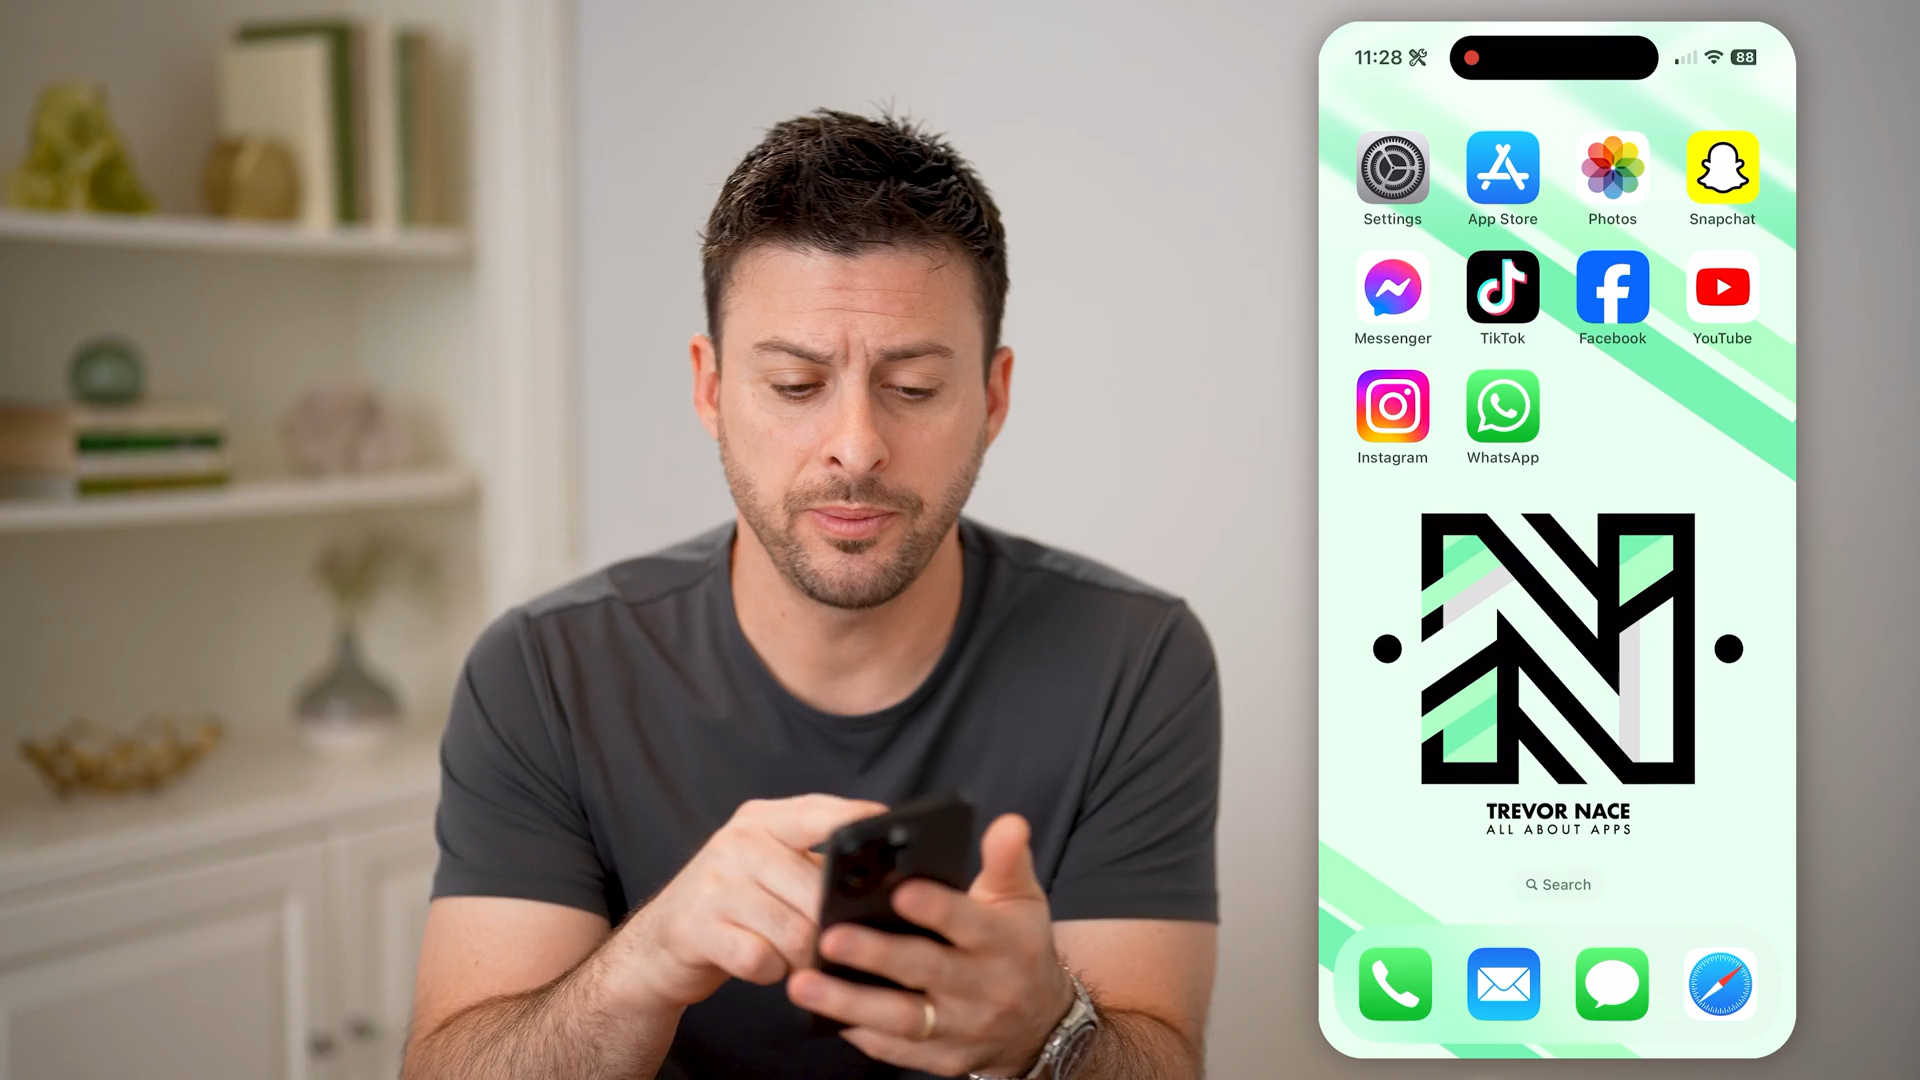 11:28
88
Settings App Store Photos Snapchat
Messenger TikTok Facebook YouTube
Instagram WhatsApp
TREVOR NACE
ALL ABOUT APPS
Search